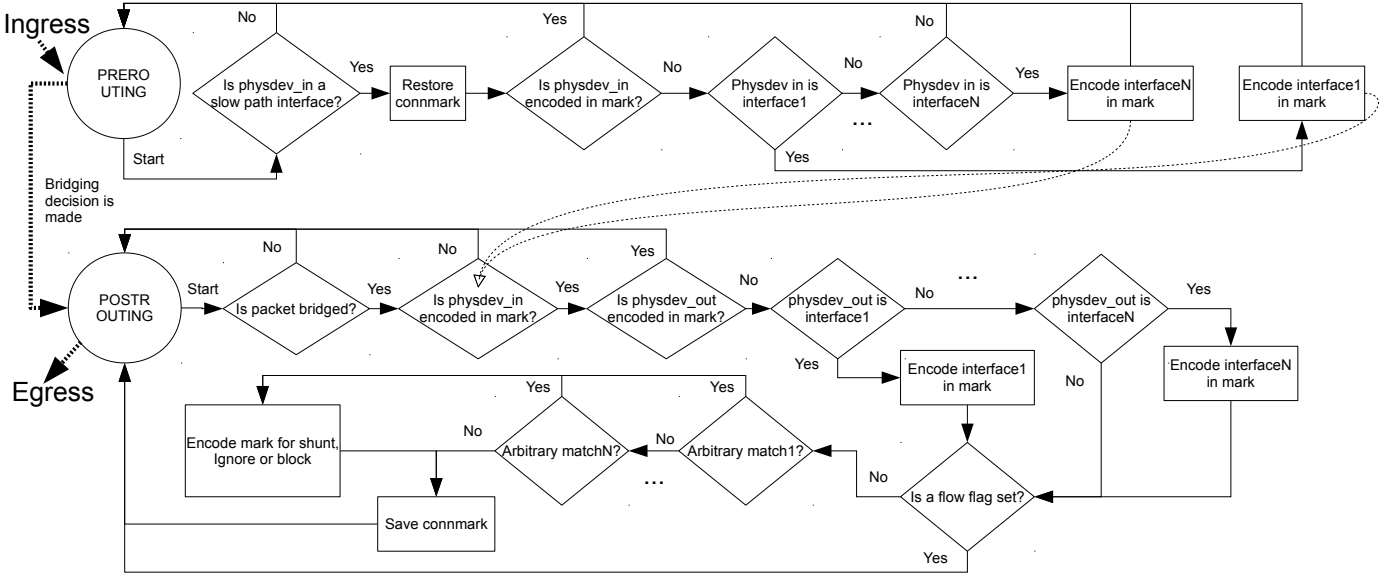 Ingress
PRERO
UTING
Start
No
Is physdev_in a
slow path interface?
Yes
Restore
connmark
Yes
Is physdev_in
encoded in mark?
No
Physdev in is
interface1
No
...
Yes
No
Physdev in is
interfaceN
Yes
Encode interfaceN
in mark
Encode interface1
in mark
Bridging
decision is
made
POSTR
OUTING
Egress
Start
No
Is packet bridged?
Yes
No
Is physdev_in
encoded in mark?
Yes
Yes
Is physdev_out
encoded in mark?
No
physdev_out is
interface1
No
...
Yes
physdev_out is
interfaceN
Yes
No
Encode interface1
in mark
Encode interfaceN
in mark
Encode mark for shunt,
Ignore or block
No
Yes
Arbitrary matchN?
No
...
Yes
Arbitrary match1?
No
Is a flow flag set?
Yes
Save connmark